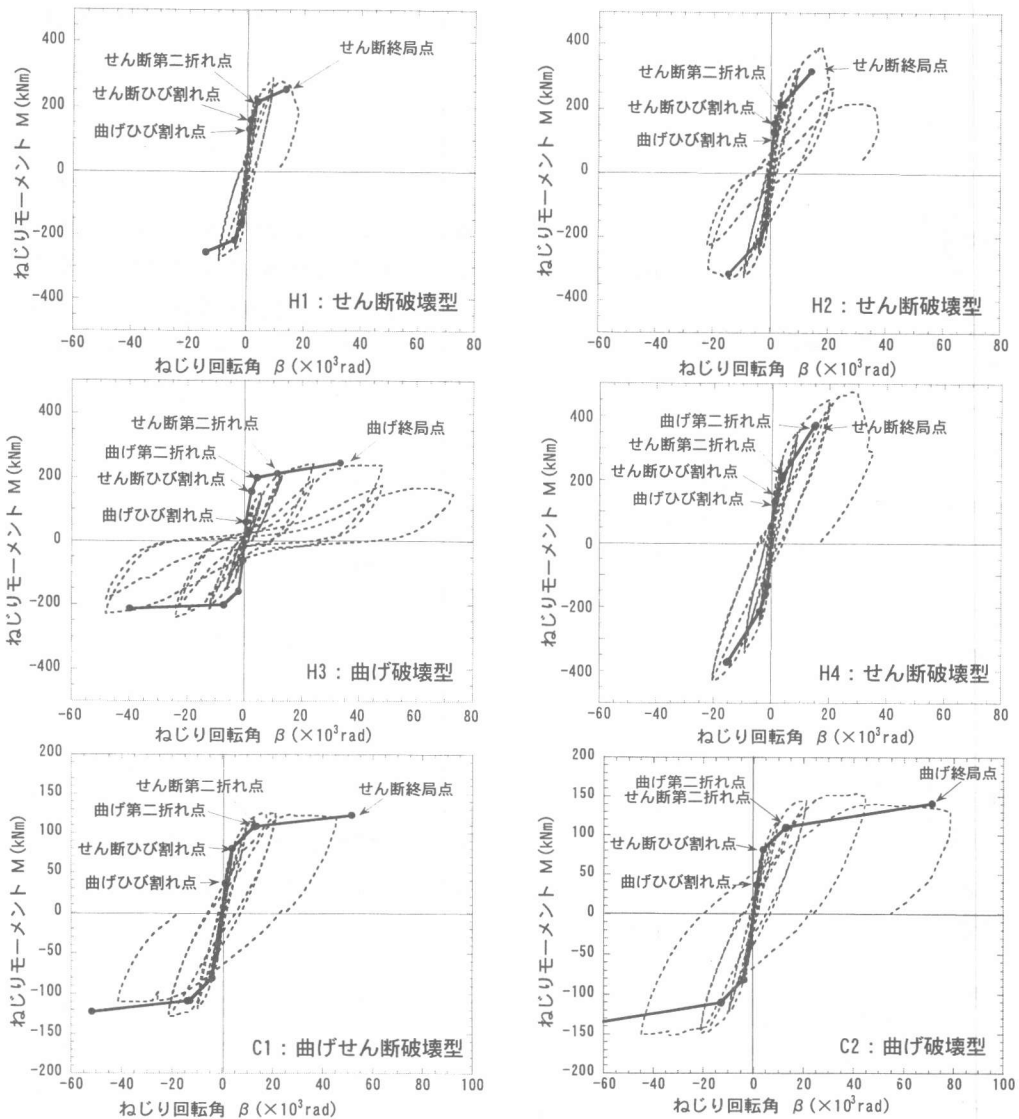 ねじりモーメント M (kNm)
400
200
0
-200
-400
せん断第二折れ点
せん断終局点
せん断ひび割れ点
曲げひび割れ点
H1：せん断破壊型
-60 -40 -20 0 20 40 60 80
ねじり回転角 β (×10³rad)
ねじりモーメント M (kNm)
400
200
0
-200
-400
せん断第二折れ点
せん断終局点
せん断ひび割れ点
曲げひび割れ点
H2：せん断破壊型
-60 -40 -20 0 20 40 60 80
ねじり回転角 β (×10³rad)
ねじりモーメント M (kNm)
400
200
0
-200
-400
せん断第二折れ点
曲げ終局点
曲げ第二折れ点
せん断ひび割れ点
曲げひび割れ点
H3：曲げ破壊型
-60 -40 -20 0 20 40 60 80
ねじり回転角 β (×10³rad)
ねじりモーメント M (kNm)
400
200
0
-200
-400
曲げ第二折れ点
せん断終局点
せん断第二折れ点
せん断ひび割れ点
曲げひび割れ点
H4：せん断破壊型
-60 -40 -20 0 20 40 60 80
ねじり回転角 β (×10³rad)
ねじりモーメント M (kNm)
200
150
100
50
0
-50
-100
-150
-200
せん断第二折れ点
せん断終局点
曲げ第二折れ点
せん断ひび割れ点
曲げひび割れ点
C1：曲げせん断破壊型
-60 -40 -20 0 20 40 60 80
ねじり回転角 β (×10³rad)
ねじりモーメント M (kNm)
200
150
100
50
0
-50
-100
-150
-200
曲げ第二折れ点
曲げ終局点
せん断第二折れ点
せん断ひび割れ点
曲げひび割れ点
C2：曲げ破壊型
-60 -40 -20 0 20 40 60 80 100
ねじり回転角 β (×10³rad)